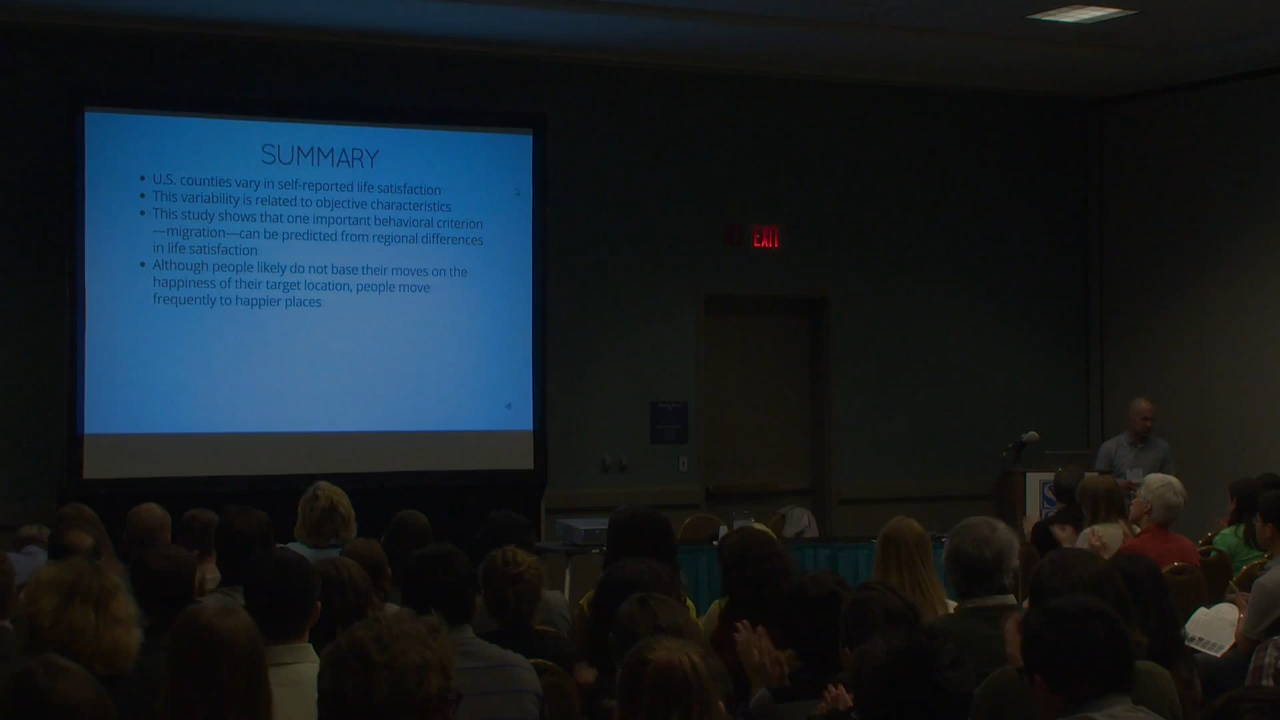 SUMMARY
• U.S. counties vary in self-reported life satisfaction
• This variability is related to objective characteristics
• This study shows that one important behavioral criterion
—migration—can be predicted from regional differences
in life satisfaction
• Although people likely do not base their moves on the
happiness of their target location, people move
frequently to happier places
EXIT